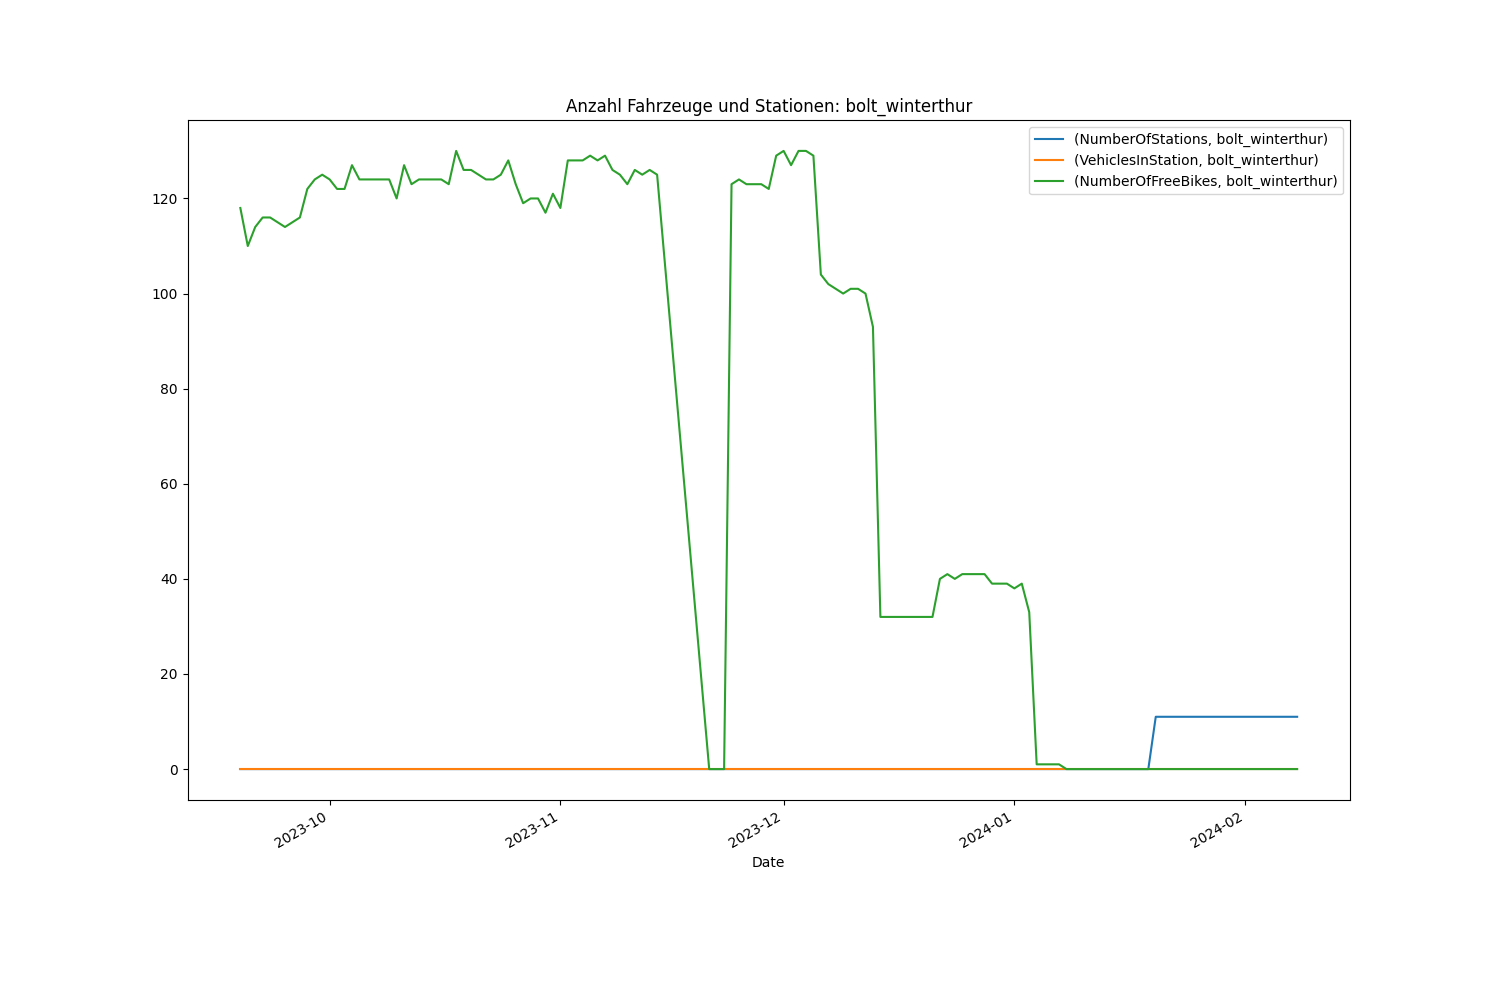 Anzahl Fahrzeuge und Stationen: bolt_winterthur
(NumberOfStations, bolt_winterthur)
(VehiclesInStation, bolt_winterthur)
(NumberOfFreeBikes, bolt_winterthur)
120
100
80
60
40
20
0
2023-10
2023-11
2023-12
2024-01
2024-02
Date